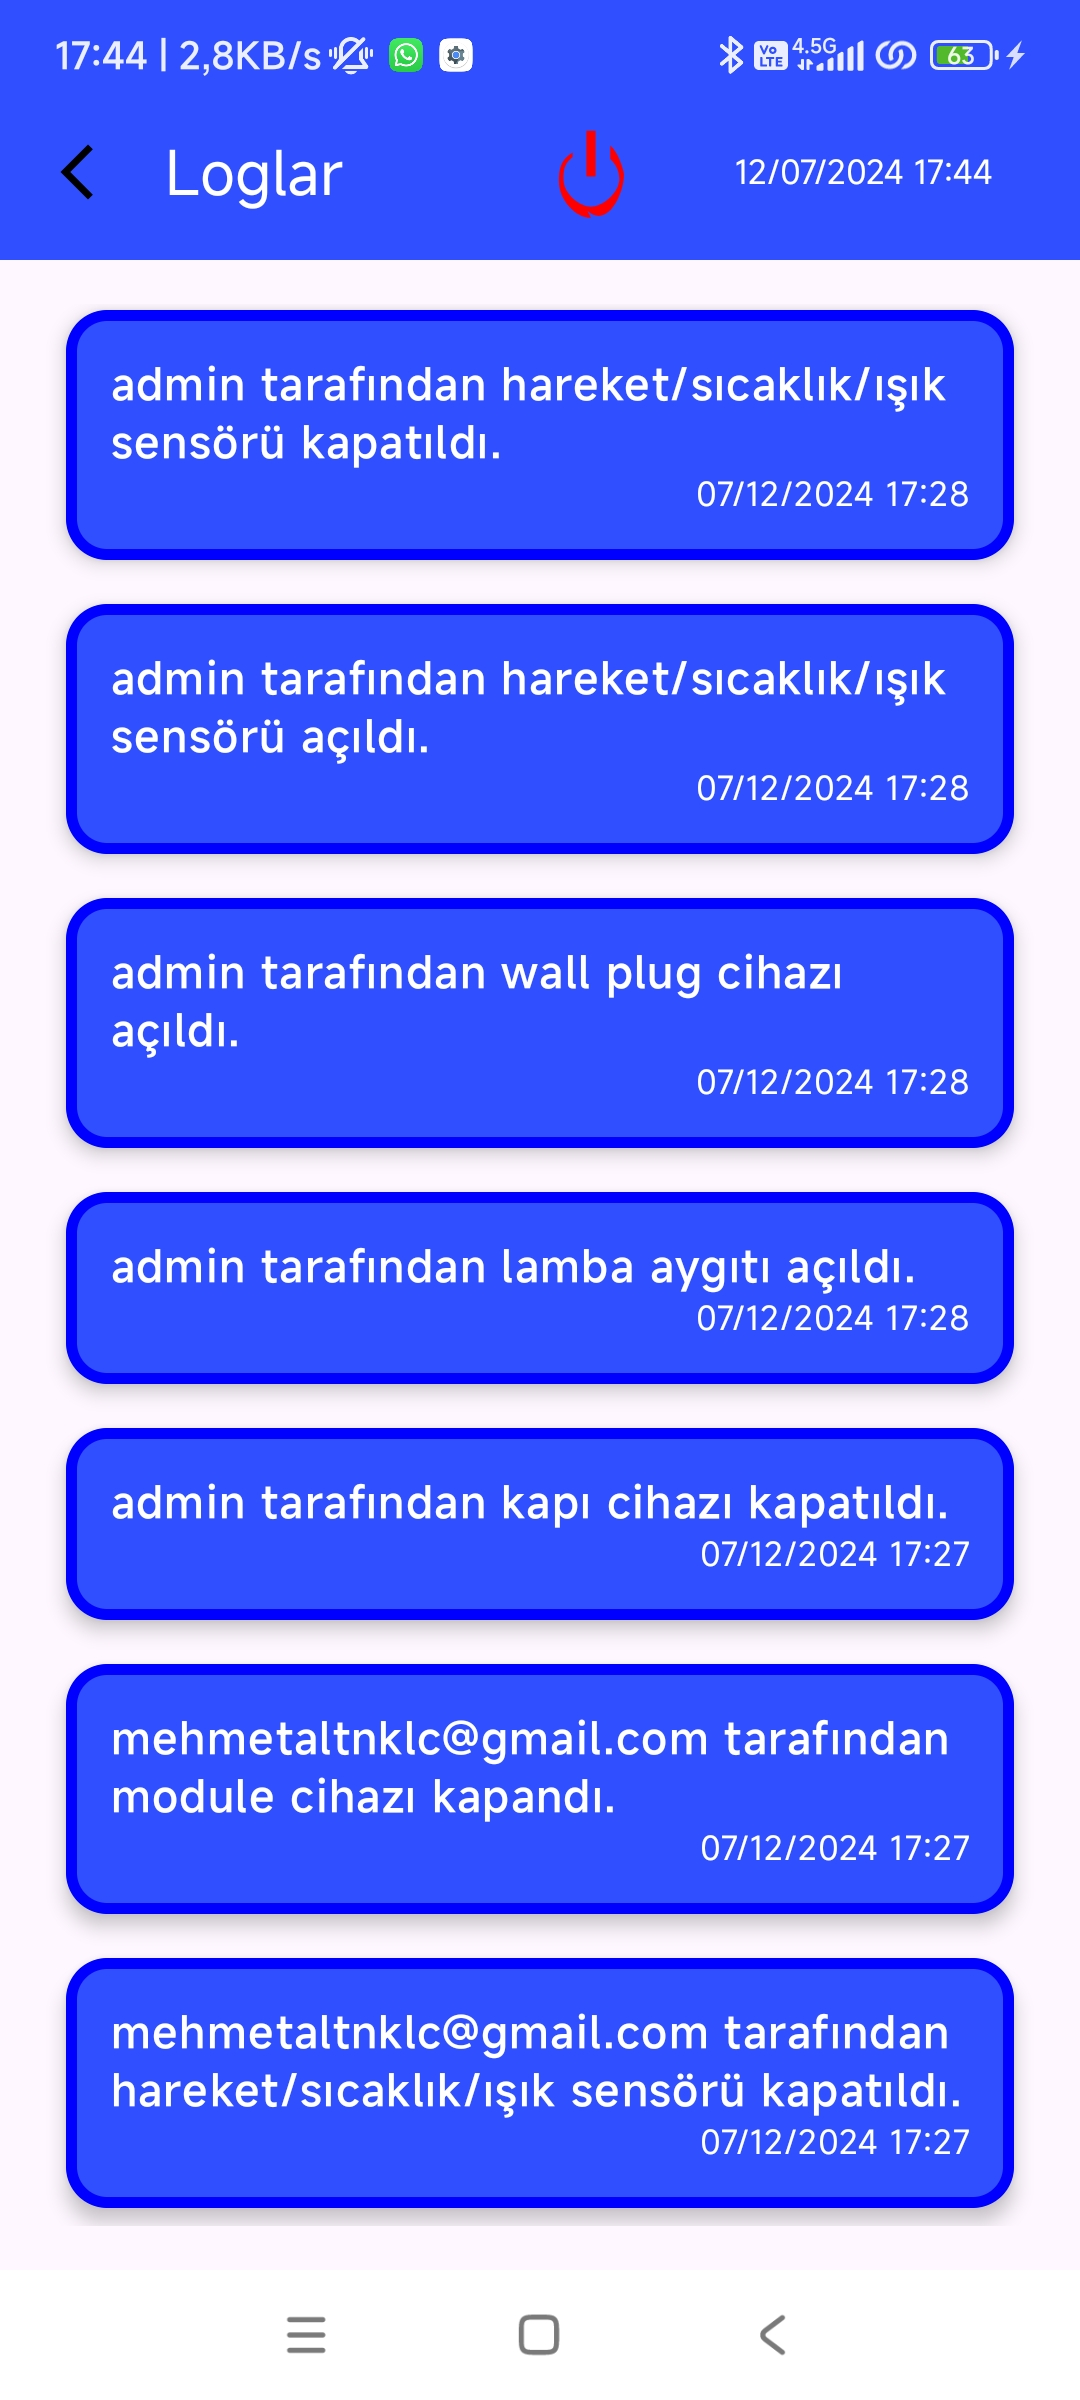 17:44 | 2,8KB/s
Vo LTE 4.5G 63
Loglar
12/07/2024 17:44
admin tarafından hareket/sıcaklık/ışık
sensörü kapatıldı.
07/12/2024 17:28
admin tarafından hareket/sıcaklık/ışık
sensörü açıldı.
07/12/2024 17:28
admin tarafından wall plug cihazı
açıldı.
07/12/2024 17:28
admin tarafından lamba aygıtı açıldı.
07/12/2024 17:28
admin tarafından kapı cihazı kapatıldı.
07/12/2024 17:27
mehmetaltnklc@gmail.com tarafından
module cihazı kapandı.
07/12/2024 17:27
mehmetaltnklc@gmail.com tarafından
hareket/sıcaklık/ışık sensörü kapatıldı.
07/12/2024 17:27